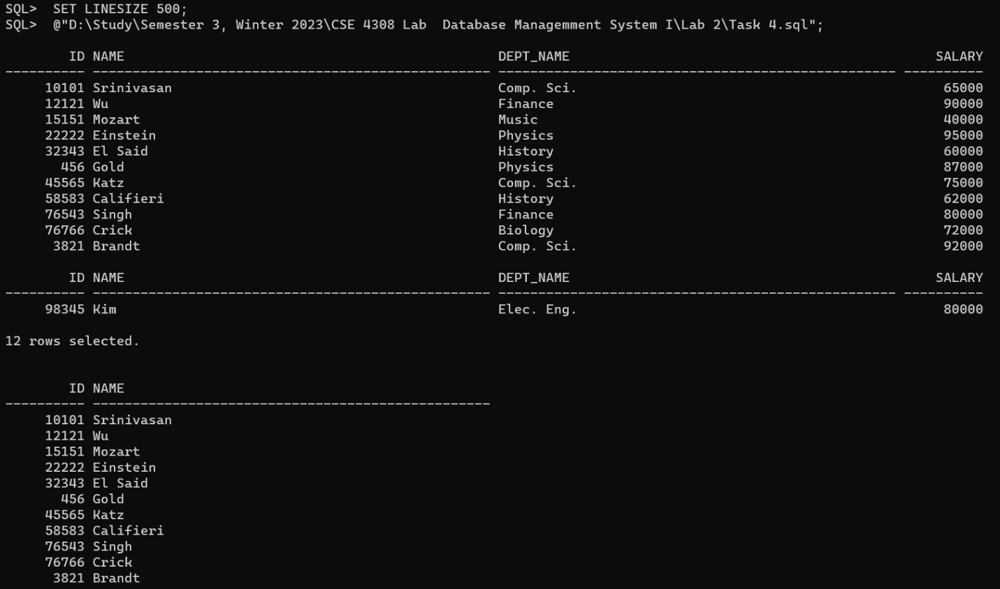 SQL>  SET LINESIZE 500;
SQL>  @"D:\Study\Semester 3, Winter 2023\CSE 4308 Lab  Database Managemment System I\Lab 2\Task 4.sql";
        ID NAME                                               DEPT_NAME                                              SALARY
---------- -------------------------------------------------- -------------------------------------------------- ----------
     10101 Srinivasan                                         Comp. Sci.                                              65000
     12121 Wu                                                 Finance                                                 90000
     15151 Mozart                                             Music                                                   40000
     22222 Einstein                                           Physics                                                 95000
     32343 El Said                                            History                                                 60000
       456 Gold                                               Physics                                                 87000
     45565 Katz                                               Comp. Sci.                                              75000
     58583 Califieri                                          History                                                 62000
     76543 Singh                                              Finance                                                 80000
     76766 Crick                                              Biology                                                 72000
      3821 Brandt                                             Comp. Sci.                                              92000
        ID NAME                                               DEPT_NAME                                              SALARY
---------- -------------------------------------------------- -------------------------------------------------- ----------
     98345 Kim                                                Elec. Eng.                                              80000
12 rows selected.
        ID NAME
---------- --------------------------------------------------
     10101 Srinivasan
     12121 Wu
     15151 Mozart
     22222 Einstein
     32343 El Said
       456 Gold
     45565 Katz
     58583 Califieri
     76543 Singh
     76766 Crick
      3821 Brandt